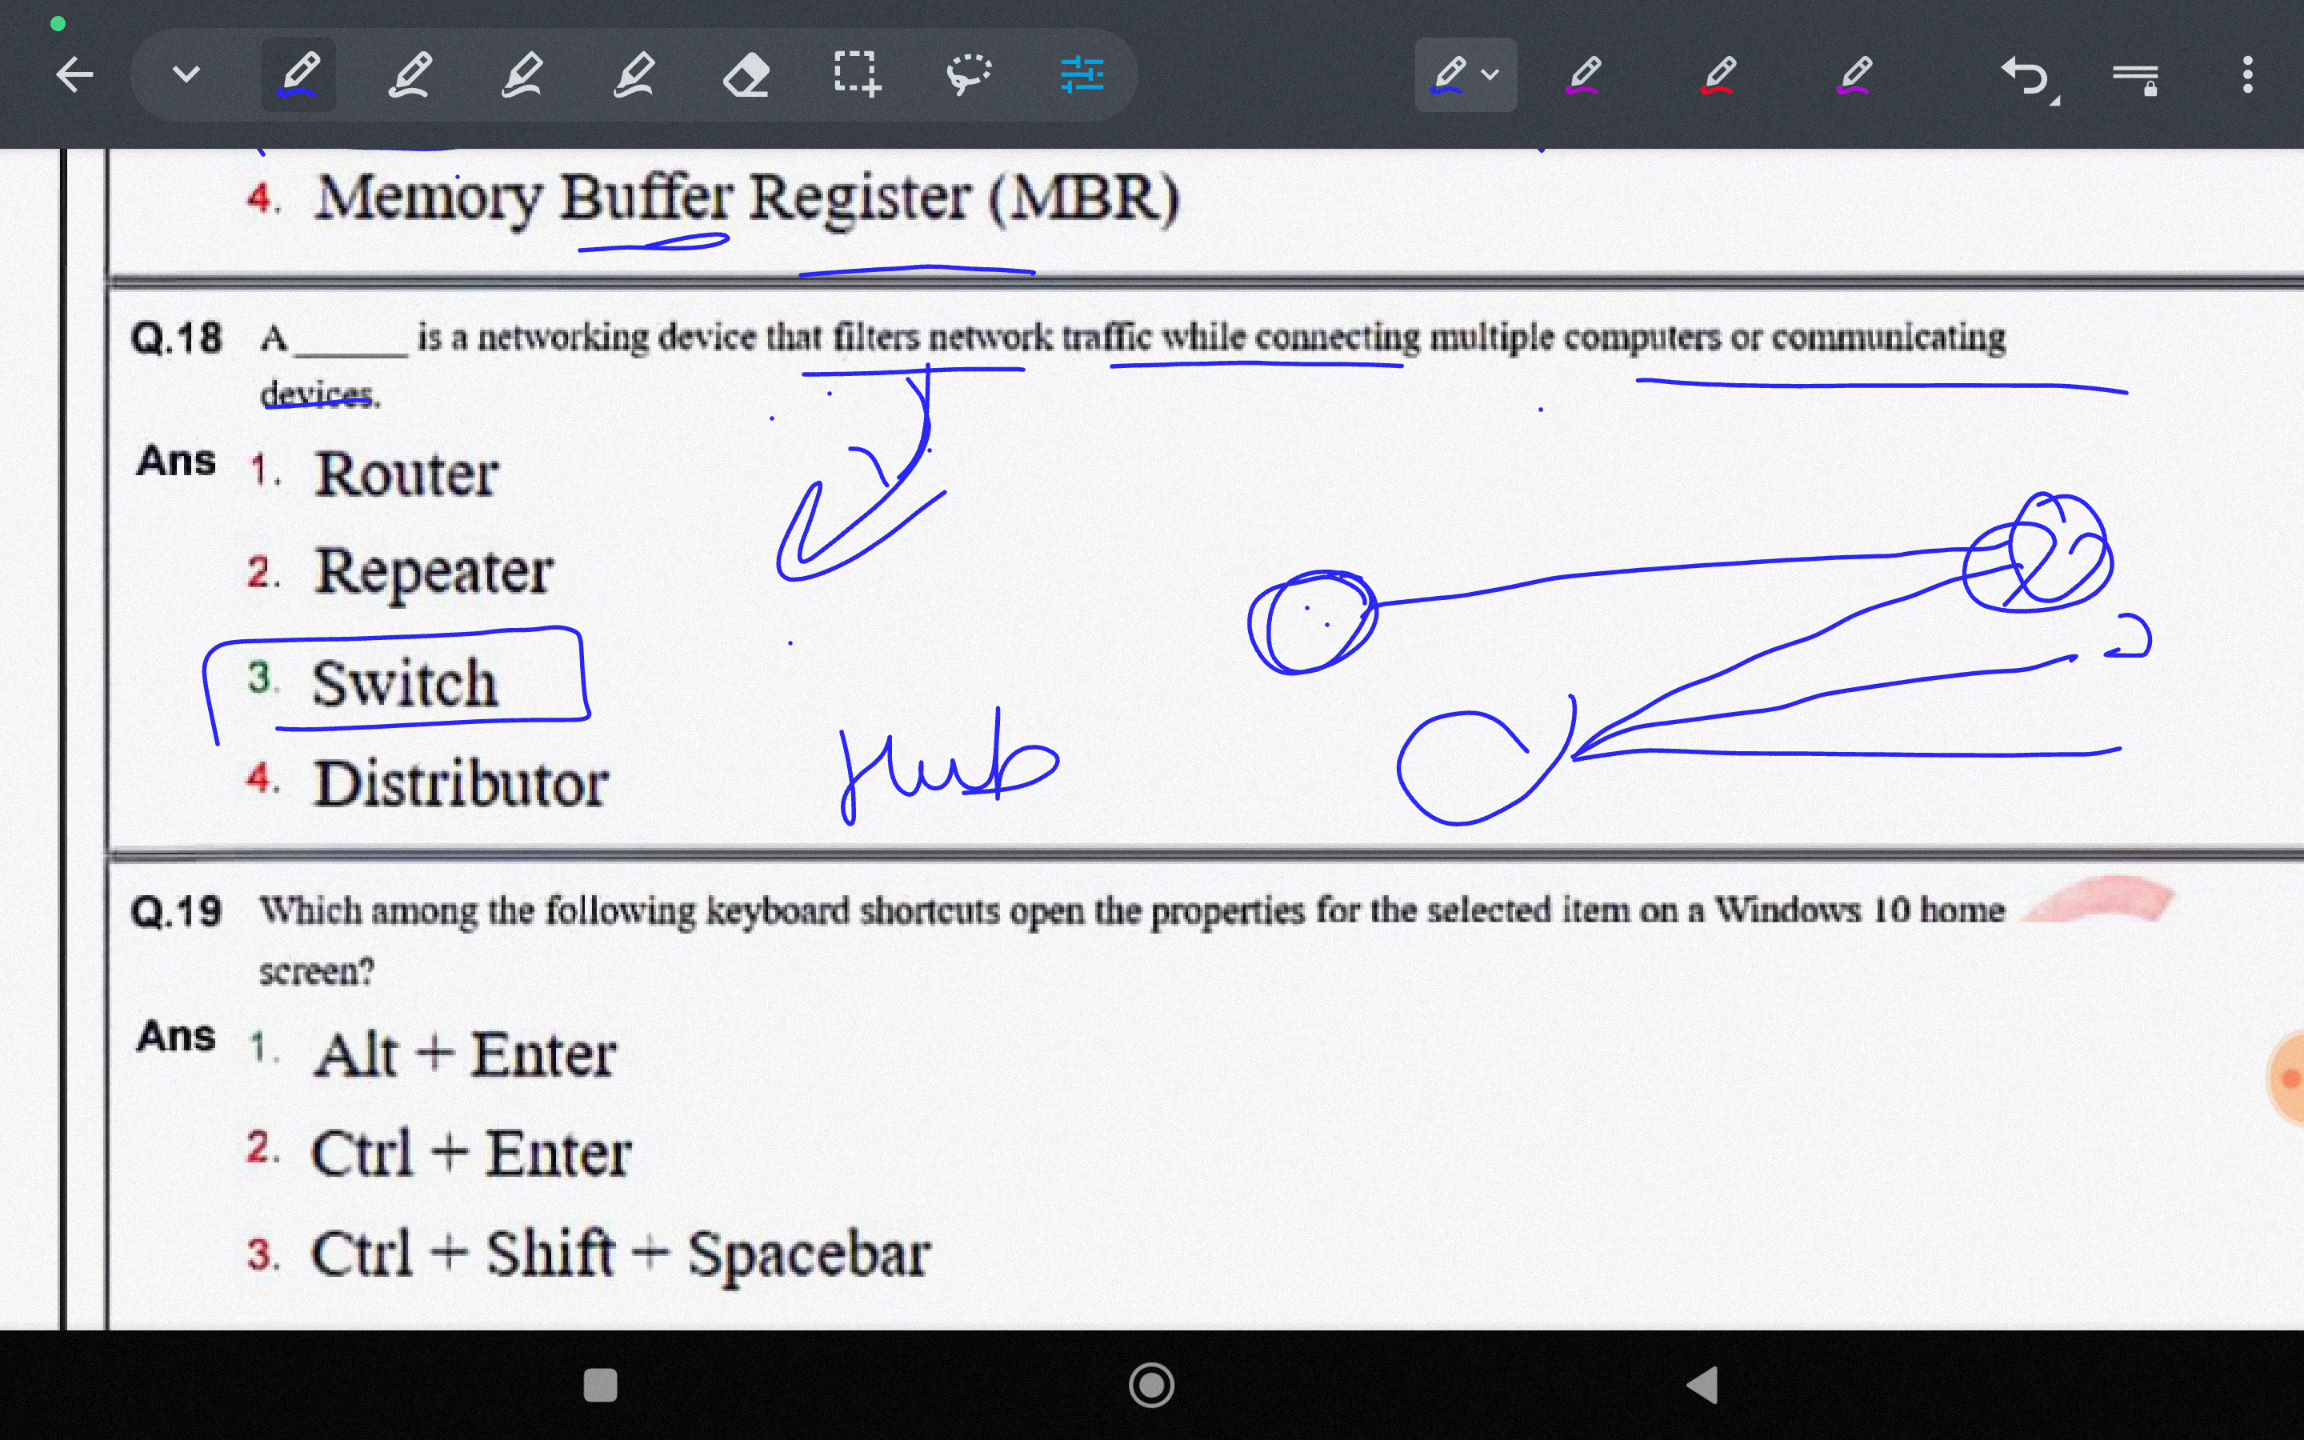 4. Memory Buffer Register (MBR)
Q.18 A ______ is a networking device that filters network traffic while connecting multiple computers or communicating
devices.
Ans 1. Router
2. Repeater
3. Switch
4. Distributor
Hub
Q.19 Which among the following keyboard shortcuts open the properties for the selected item on a Windows 10 home
screen?
Ans 1. Alt + Enter
2. Ctrl + Enter
3. Ctrl + Shift + Spacebar